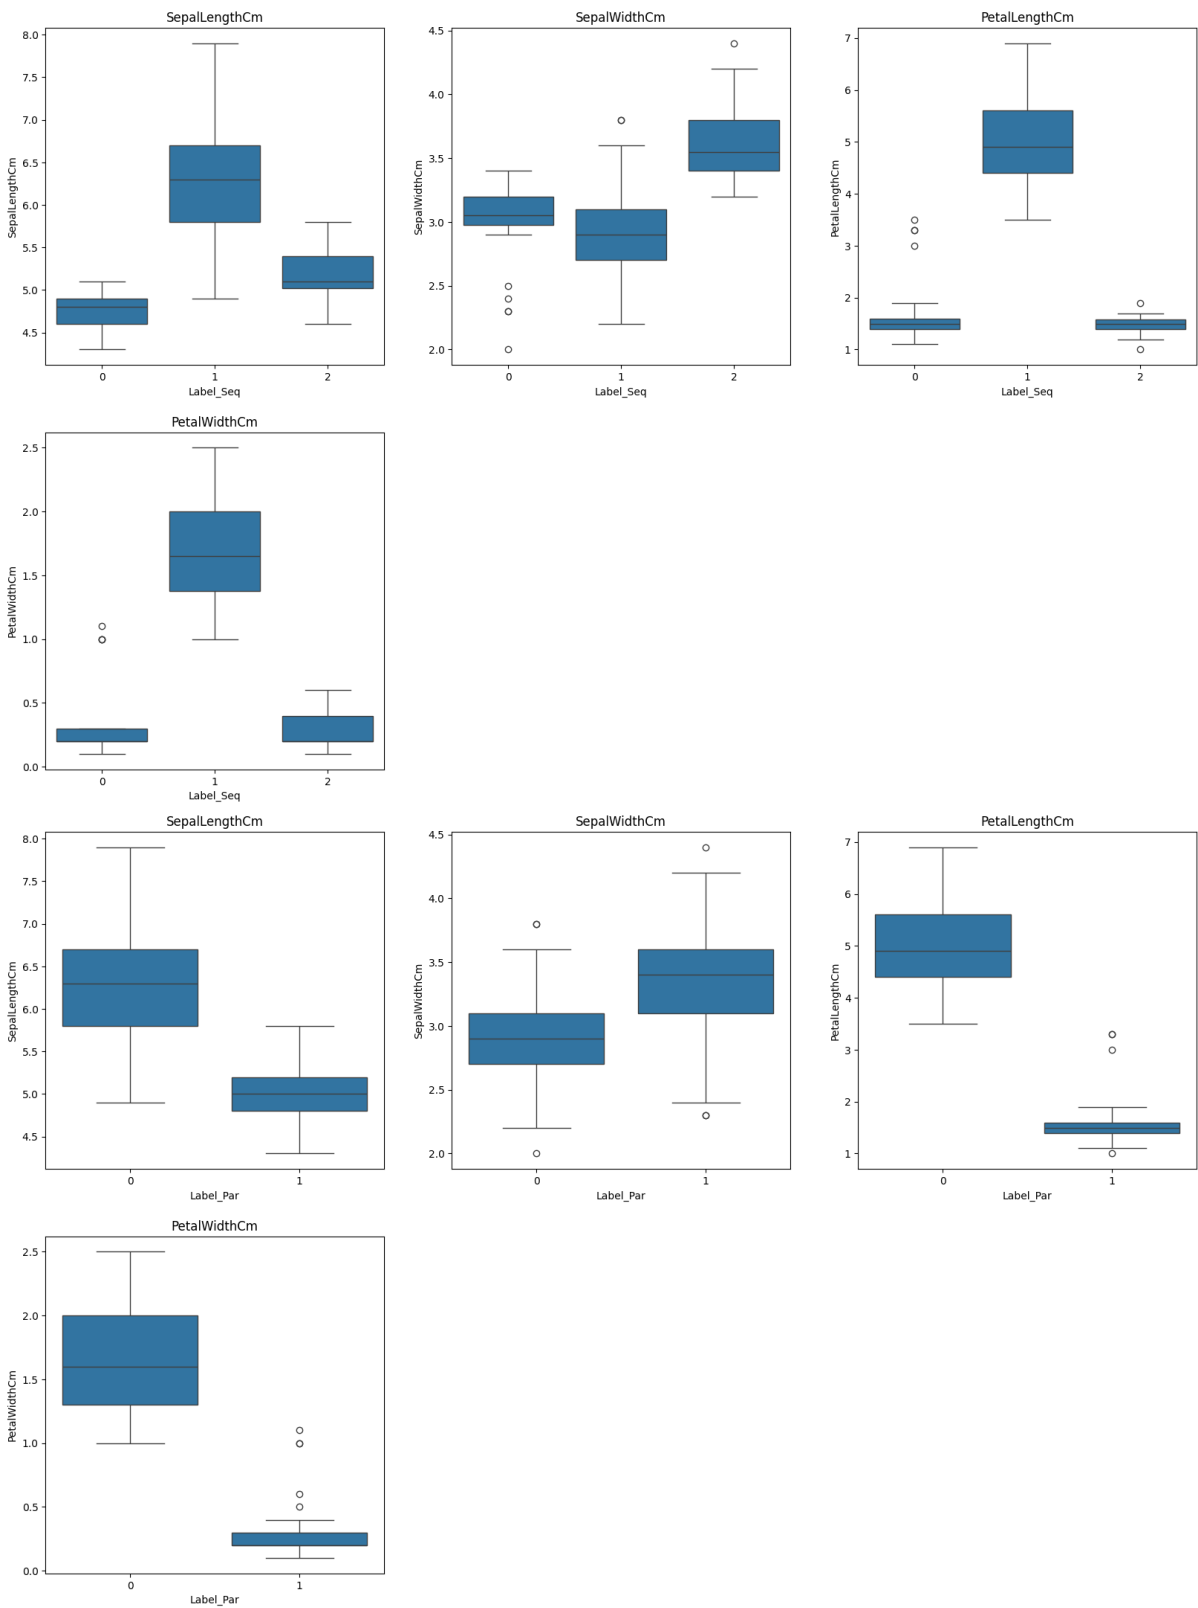 SepalLengthCm
SepalLengthCm
8.0
7.5
7.0
6.5
6.0
5.5
5.0
4.5
0 1 2
Label_Seq
SepalWidthCm
SepalWidthCm
4.5
4.0
3.5
3.0
2.5
2.0
0 1 2
Label_Seq
PetalLengthCm
PetalLengthCm
7
6
5
4
3
2
1
0 1 2
Label_Seq
PetalWidthCm
PetalWidthCm
2.5
2.0
1.5
1.0
0.5
0.0
0 1 2
Label_Seq
SepalLengthCm
SepalLengthCm
8.0
7.5
7.0
6.5
6.0
5.5
5.0
4.5
0 1
Label_Par
SepalWidthCm
SepalWidthCm
4.5
4.0
3.5
3.0
2.5
2.0
0 1
Label_Par
PetalLengthCm
PetalLengthCm
7
6
5
4
3
2
1
0 1
Label_Par
PetalWidthCm
PetalWidthCm
2.5
2.0
1.5
1.0
0.5
0.0
0 1
Label_Par